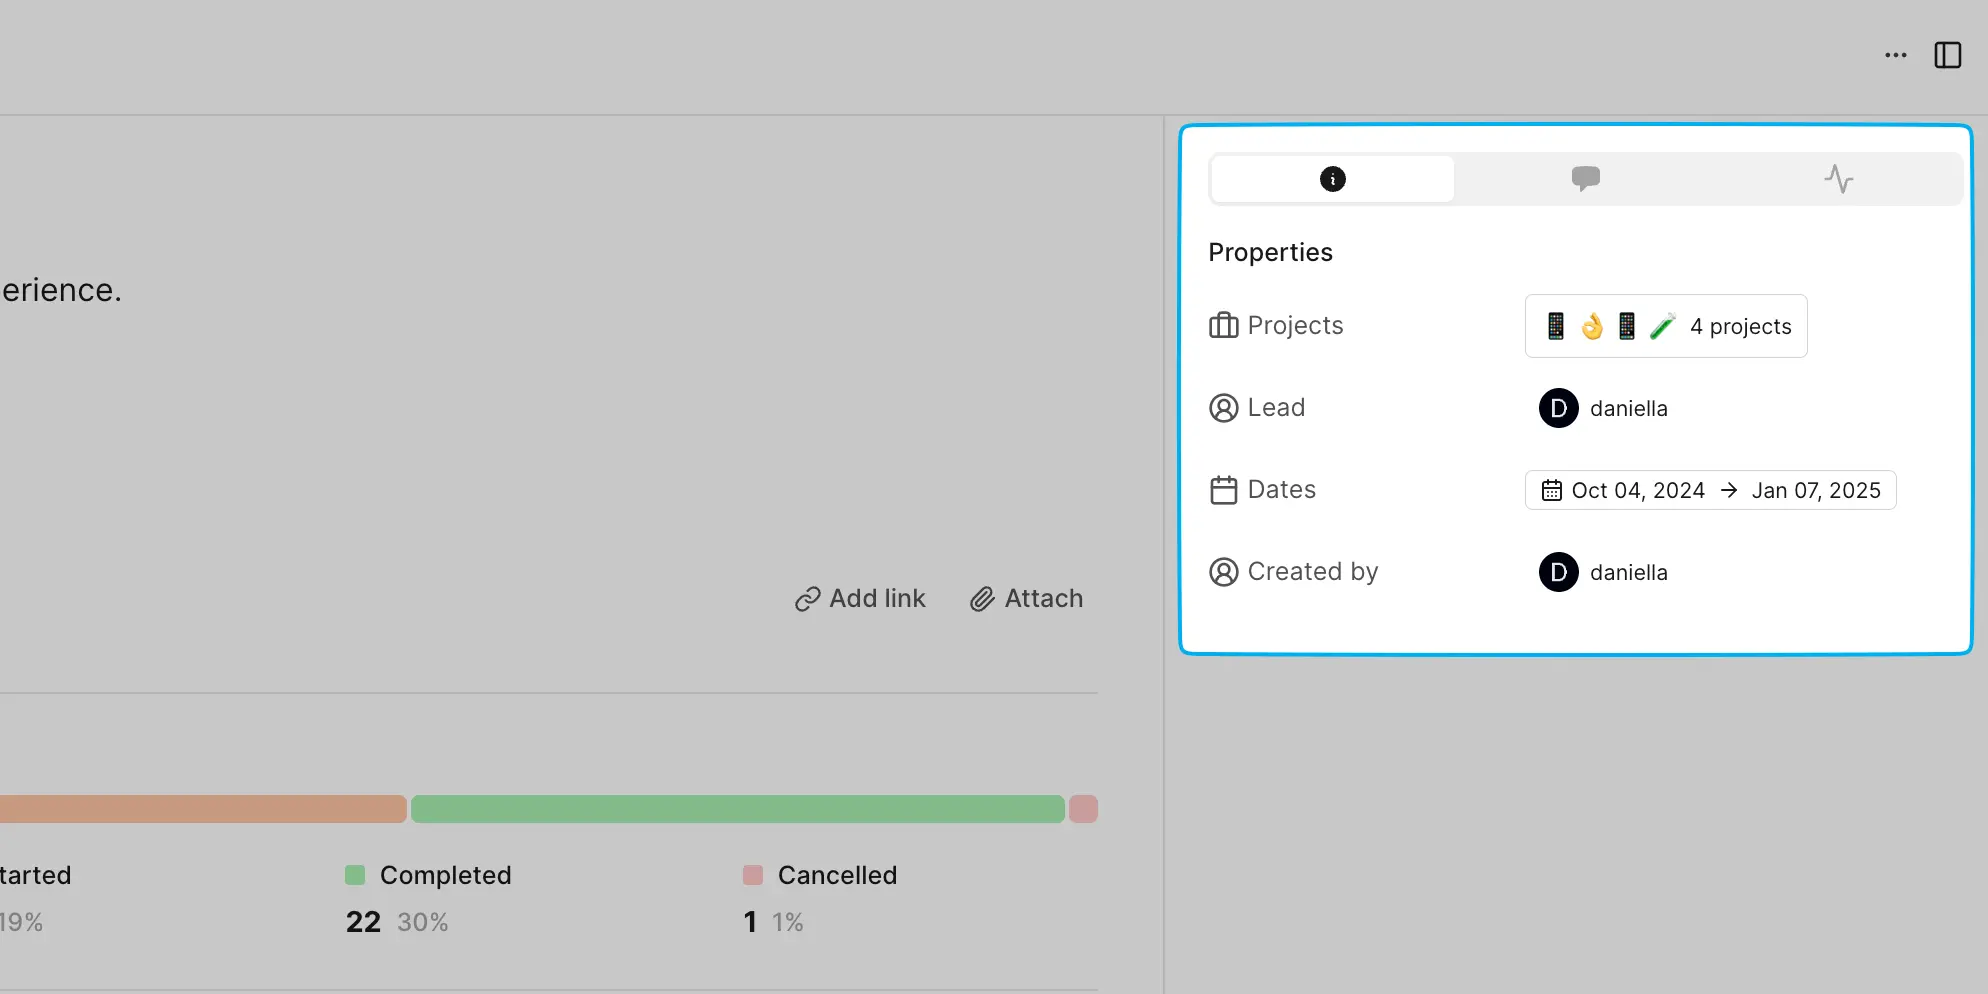 erience.
Add link
Attach
tarted
19%
Completed
22 30%
Cancelled
1 1%
Properties
Projects
4 projects
Lead
D daniella
Dates
Oct 04, 2024 → Jan 07, 2025
Created by
D daniella